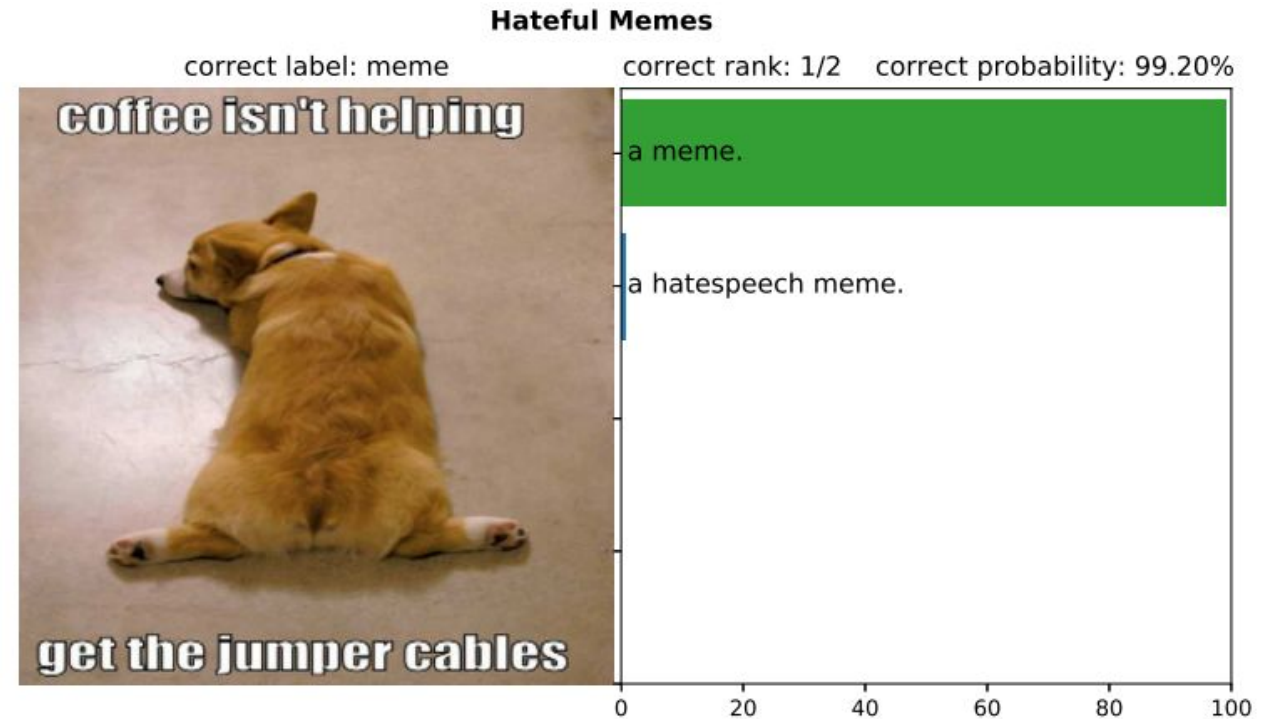 Hateful Memes
correct label: meme
correct rank: 1/2 correct probability: 99.20%
coffee isn't helping
get the jumper cables
a meme.
a hatespeech meme.
0 20 40 60 80 100